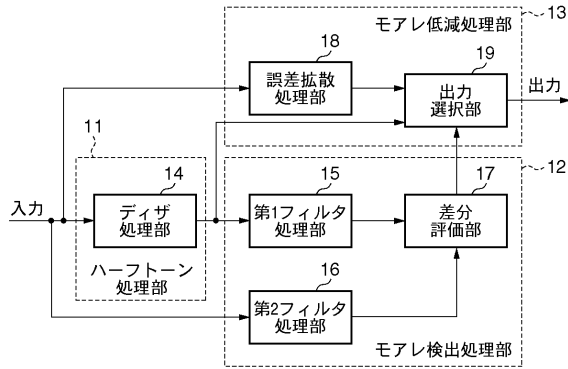 モアレ低減処理部
13
18
誤差拡散
処理部
19
出力
選択部
出力
11
14
ディザ
処理部
入力
ハーフトーン
処理部
15
第1フィルタ
処理部
12
17
差分
評価部
16
第2フィルタ
処理部
モアレ検出処理部